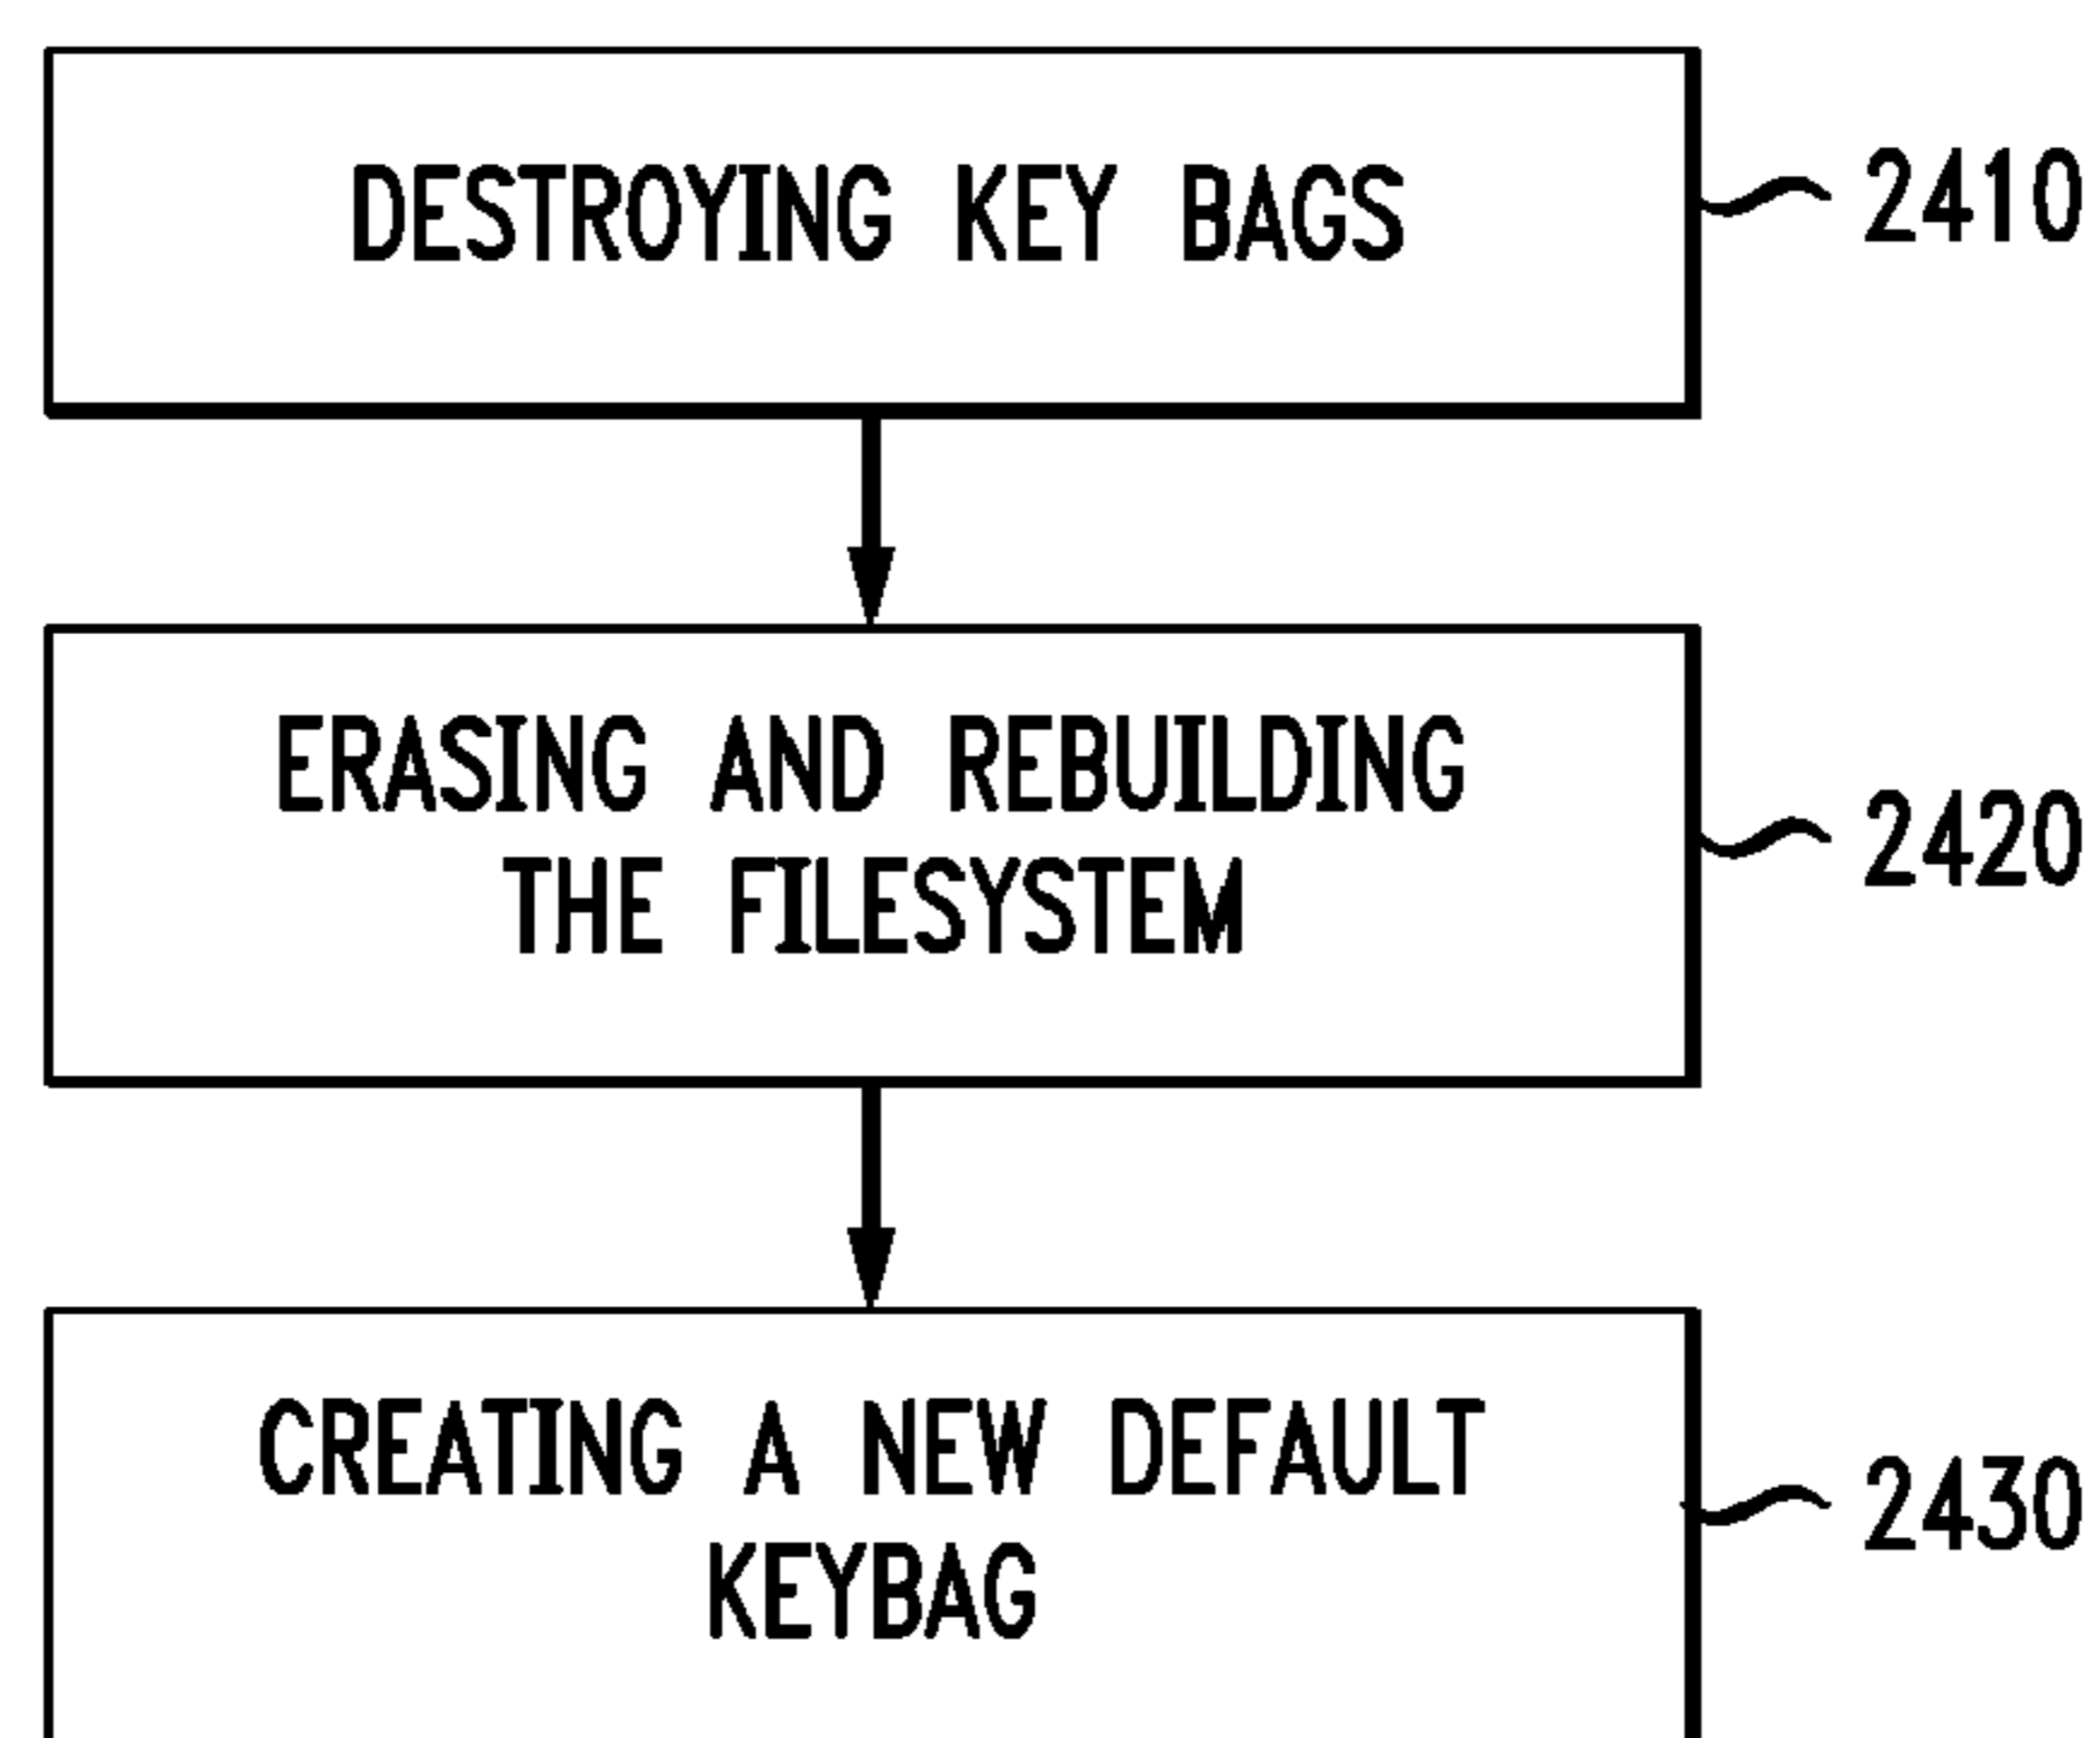 DESTROYING KEY BAGS
2410
ERASING AND REBUILDING
THE FILESYSTEM
2420
CREATING A NEW DEFAULT
KEYBAG
2430